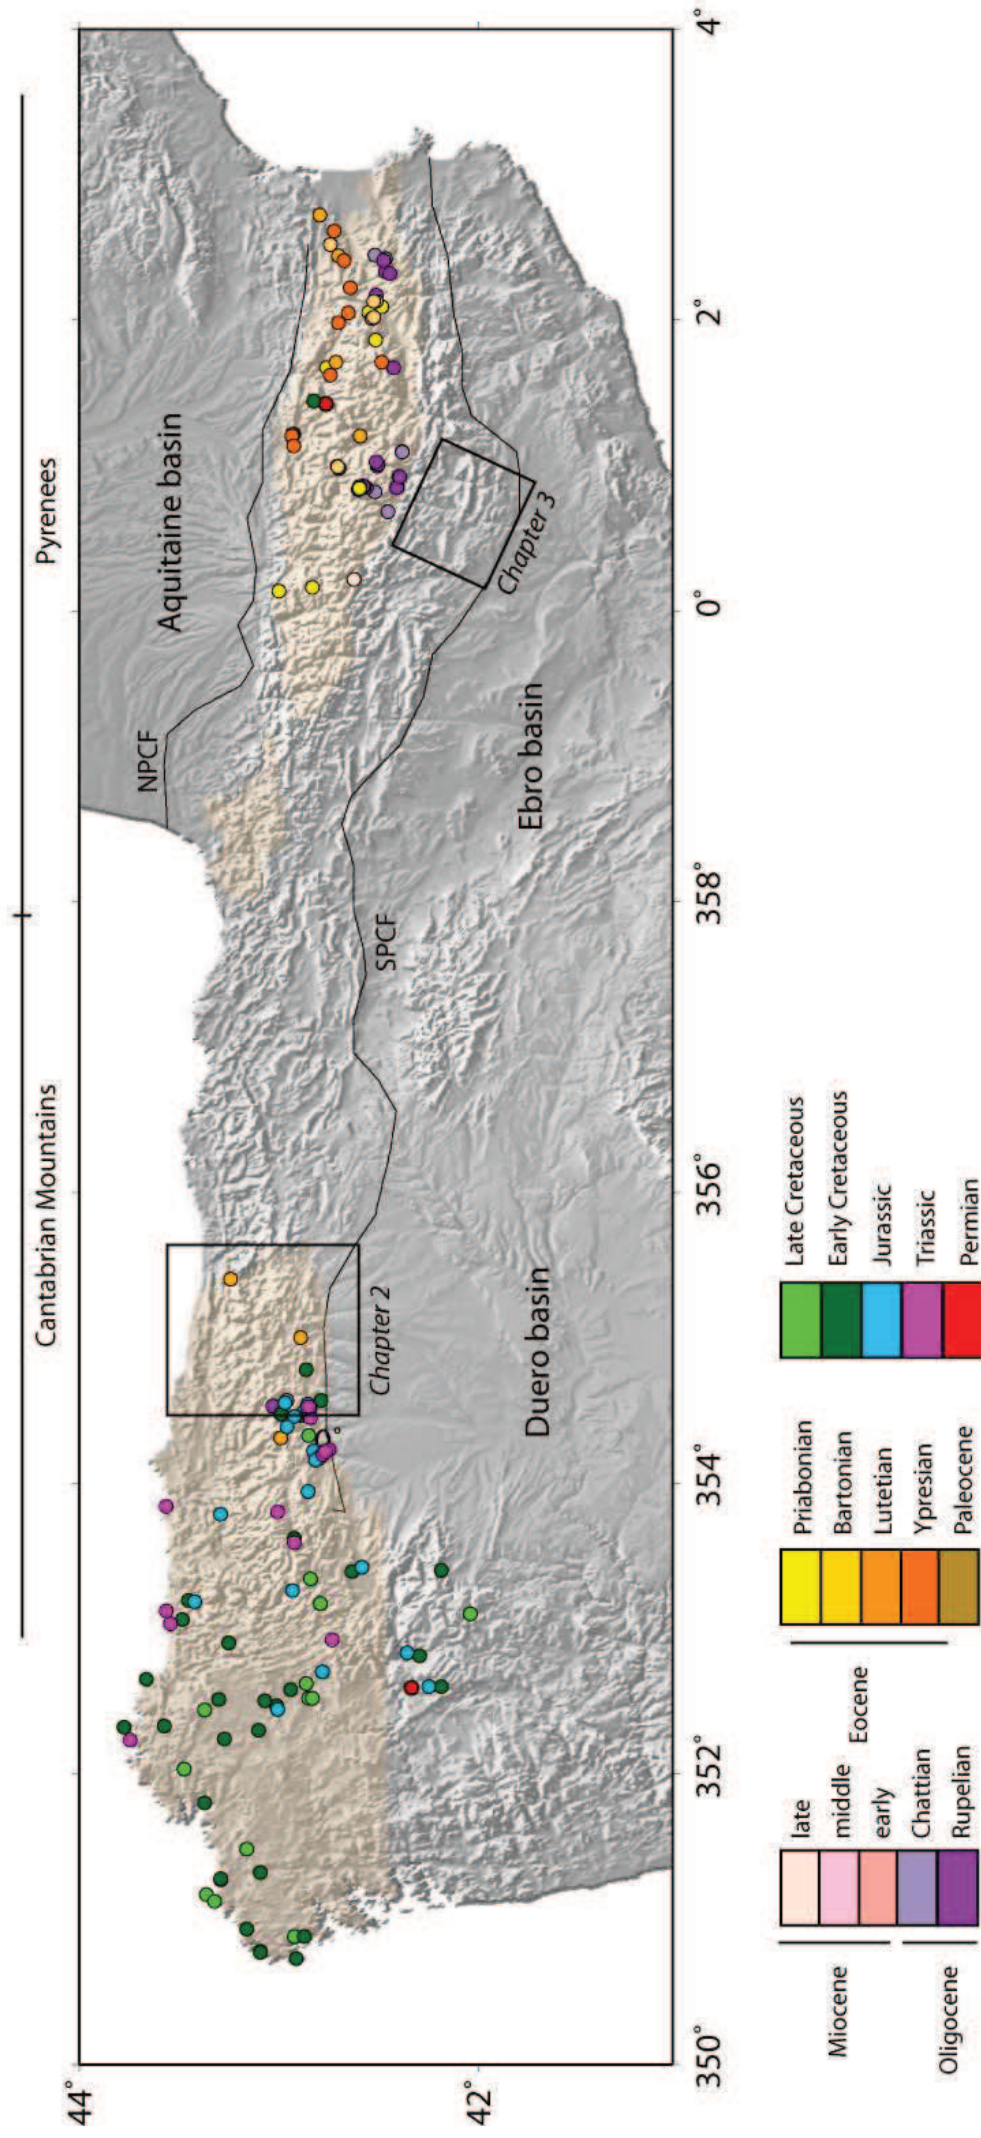 Cantabrian Mountains
Pyrenees
44°
42°
NPCF
Aquitaine basin
SPCF
Chapter 2
Chapter 3
Duero basin
Ebro basin
350°
352°
354°
356°
358°
0°
2°
4°
Miocene
late
middle
early
Oligocene
Chattian
Rupelian
Eocene
Priabonian
Bartonian
Lutetian
Ypresian
Paleocene
Late Cretaceous
Early Cretaceous
Jurassic
Triassic
Permian